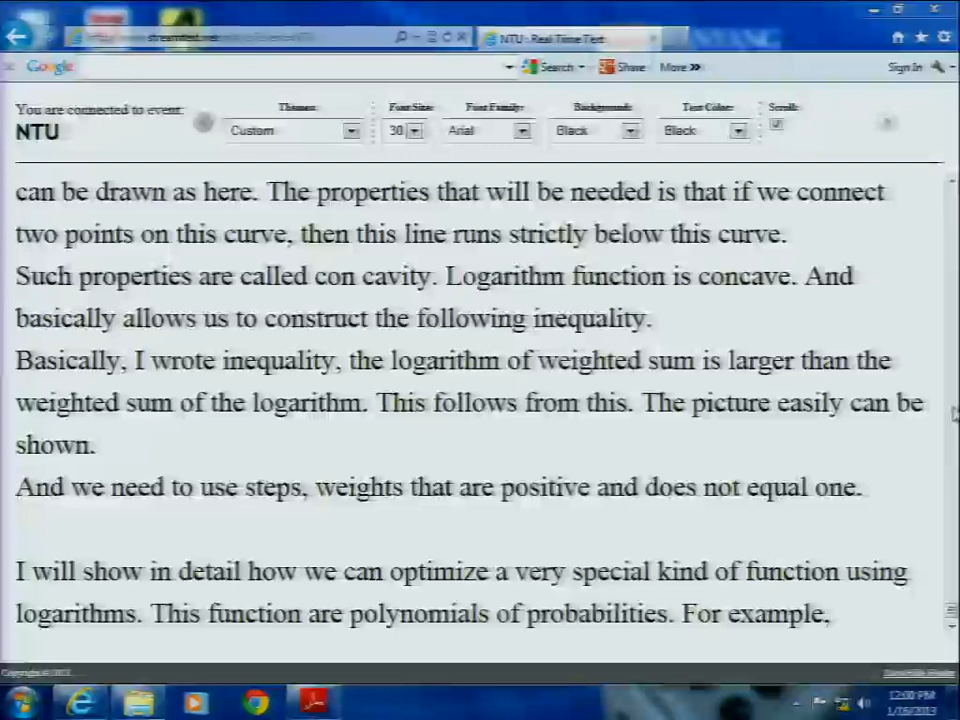 NTU - Real Time Text
Google
Search
Share
More »
Sign In
You are connected to event:
NTU
Themes:
Font Size:
Font Family:
Background:
Text Color:
Scroll:
Custom
30
Arial
Black
Black
can be drawn as here. The properties that will be needed is that if we connect
two points on this curve, then this line runs strictly below this curve.
Such properties are called con cavity. Logarithm function is concave. And
basically allows us to construct the following inequality.
Basically, I wrote inequality, the logarithm of weighted sum is larger than the
weighted sum of the logarithm. This follows from this. The picture easily can be
shown.
And we need to use steps, weights that are positive and does not equal one.
I will show in detail how we can optimize a very special kind of function using
logarithms. This function are polynomials of probabilities. For example,
12:00 PM
1/16/2013